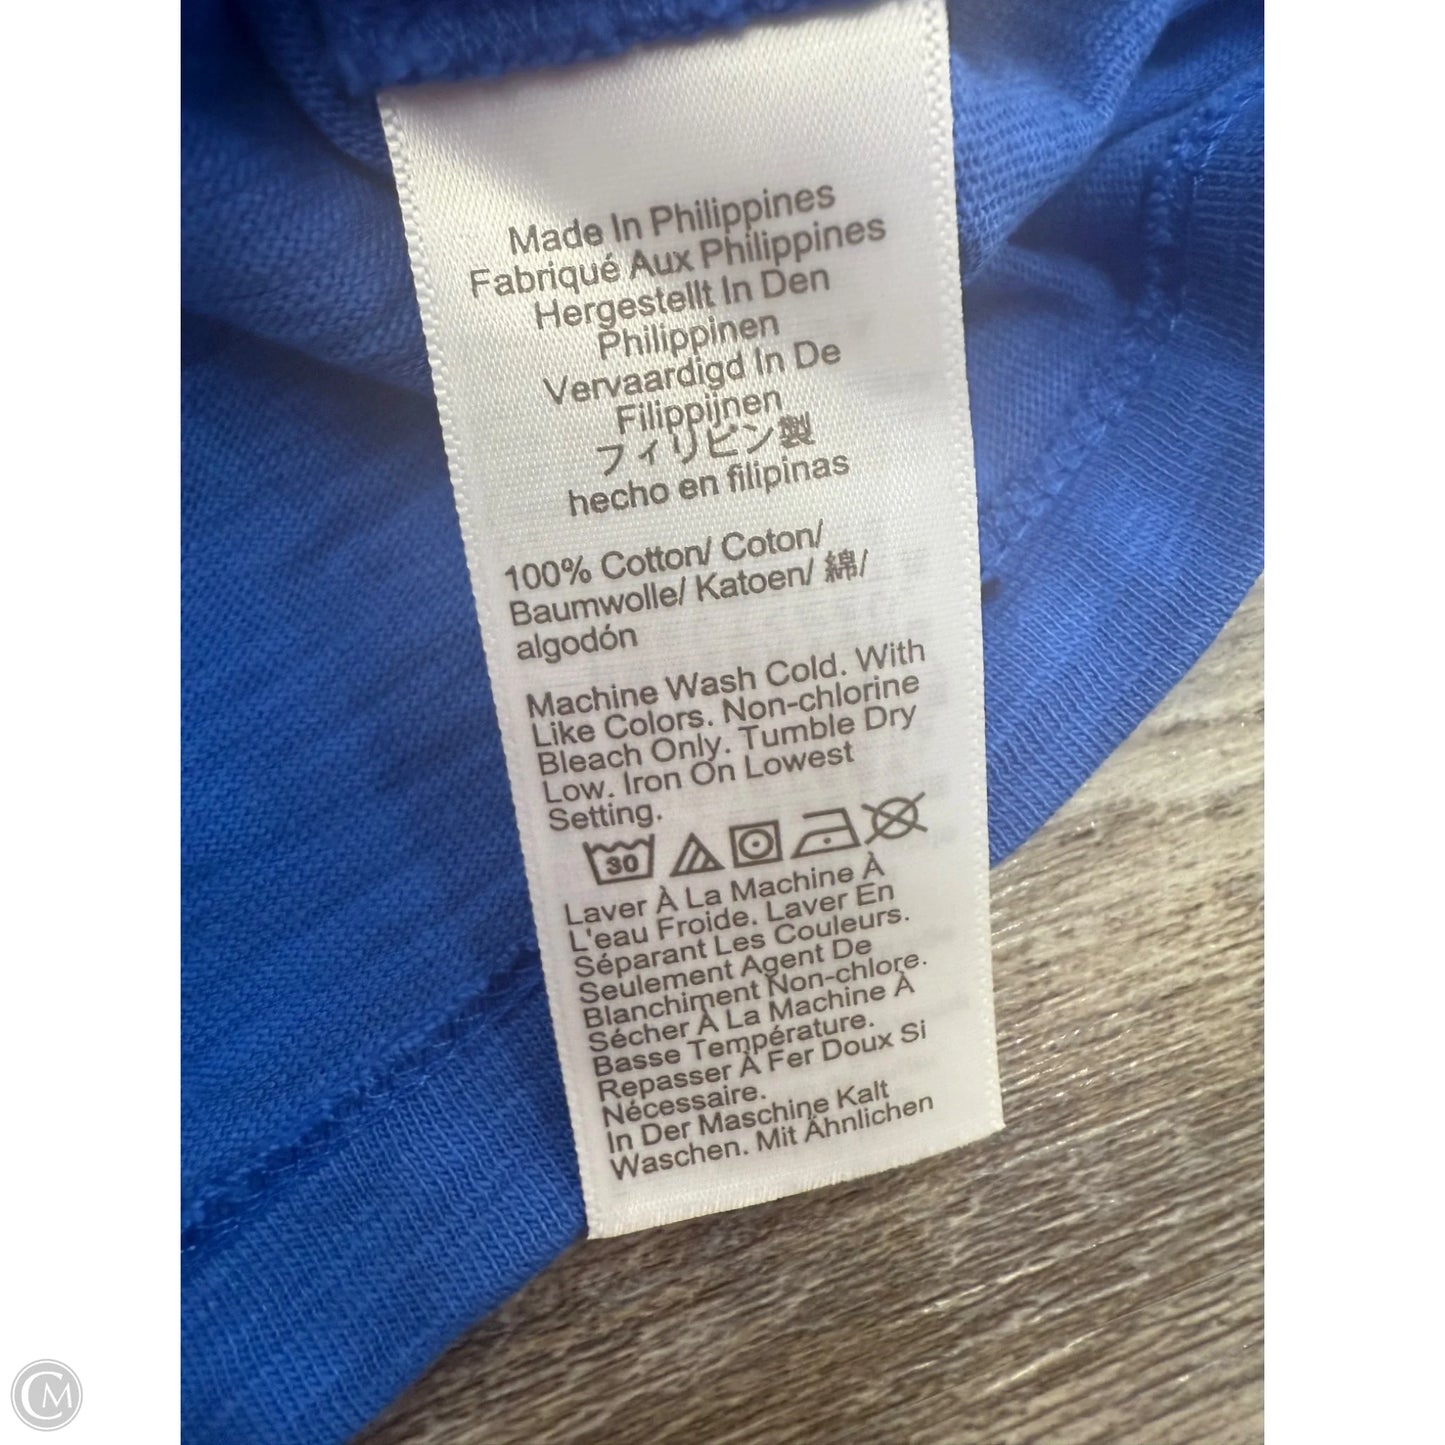 Made In Philippines
Fabriqué Aux Philippines
Hergestellt In Den
Philippinen
Vervaardigd In De
Filippijnen
フィリピン製
hecho en filipinas
100% Cotton/ Coton/
Baumwolle/ Katoen/ 綿/
algodón
Machine Wash Cold. With
Like Colors. Non-chlorine
Bleach Only. Tumble Dry
Low. Iron On Lowest
Setting.
30
Laver À La Machine À
L'eau Froide. Laver En
Séparant Les Couleurs.
Seulement Agent De
Blanchiment Non-chlore.
Sécher À La Machine À
Basse Température.
Repasser À Fer Doux Si
Nécessaire.
In Der Maschine Kalt
Waschen. Mit Ähnlichen
CM